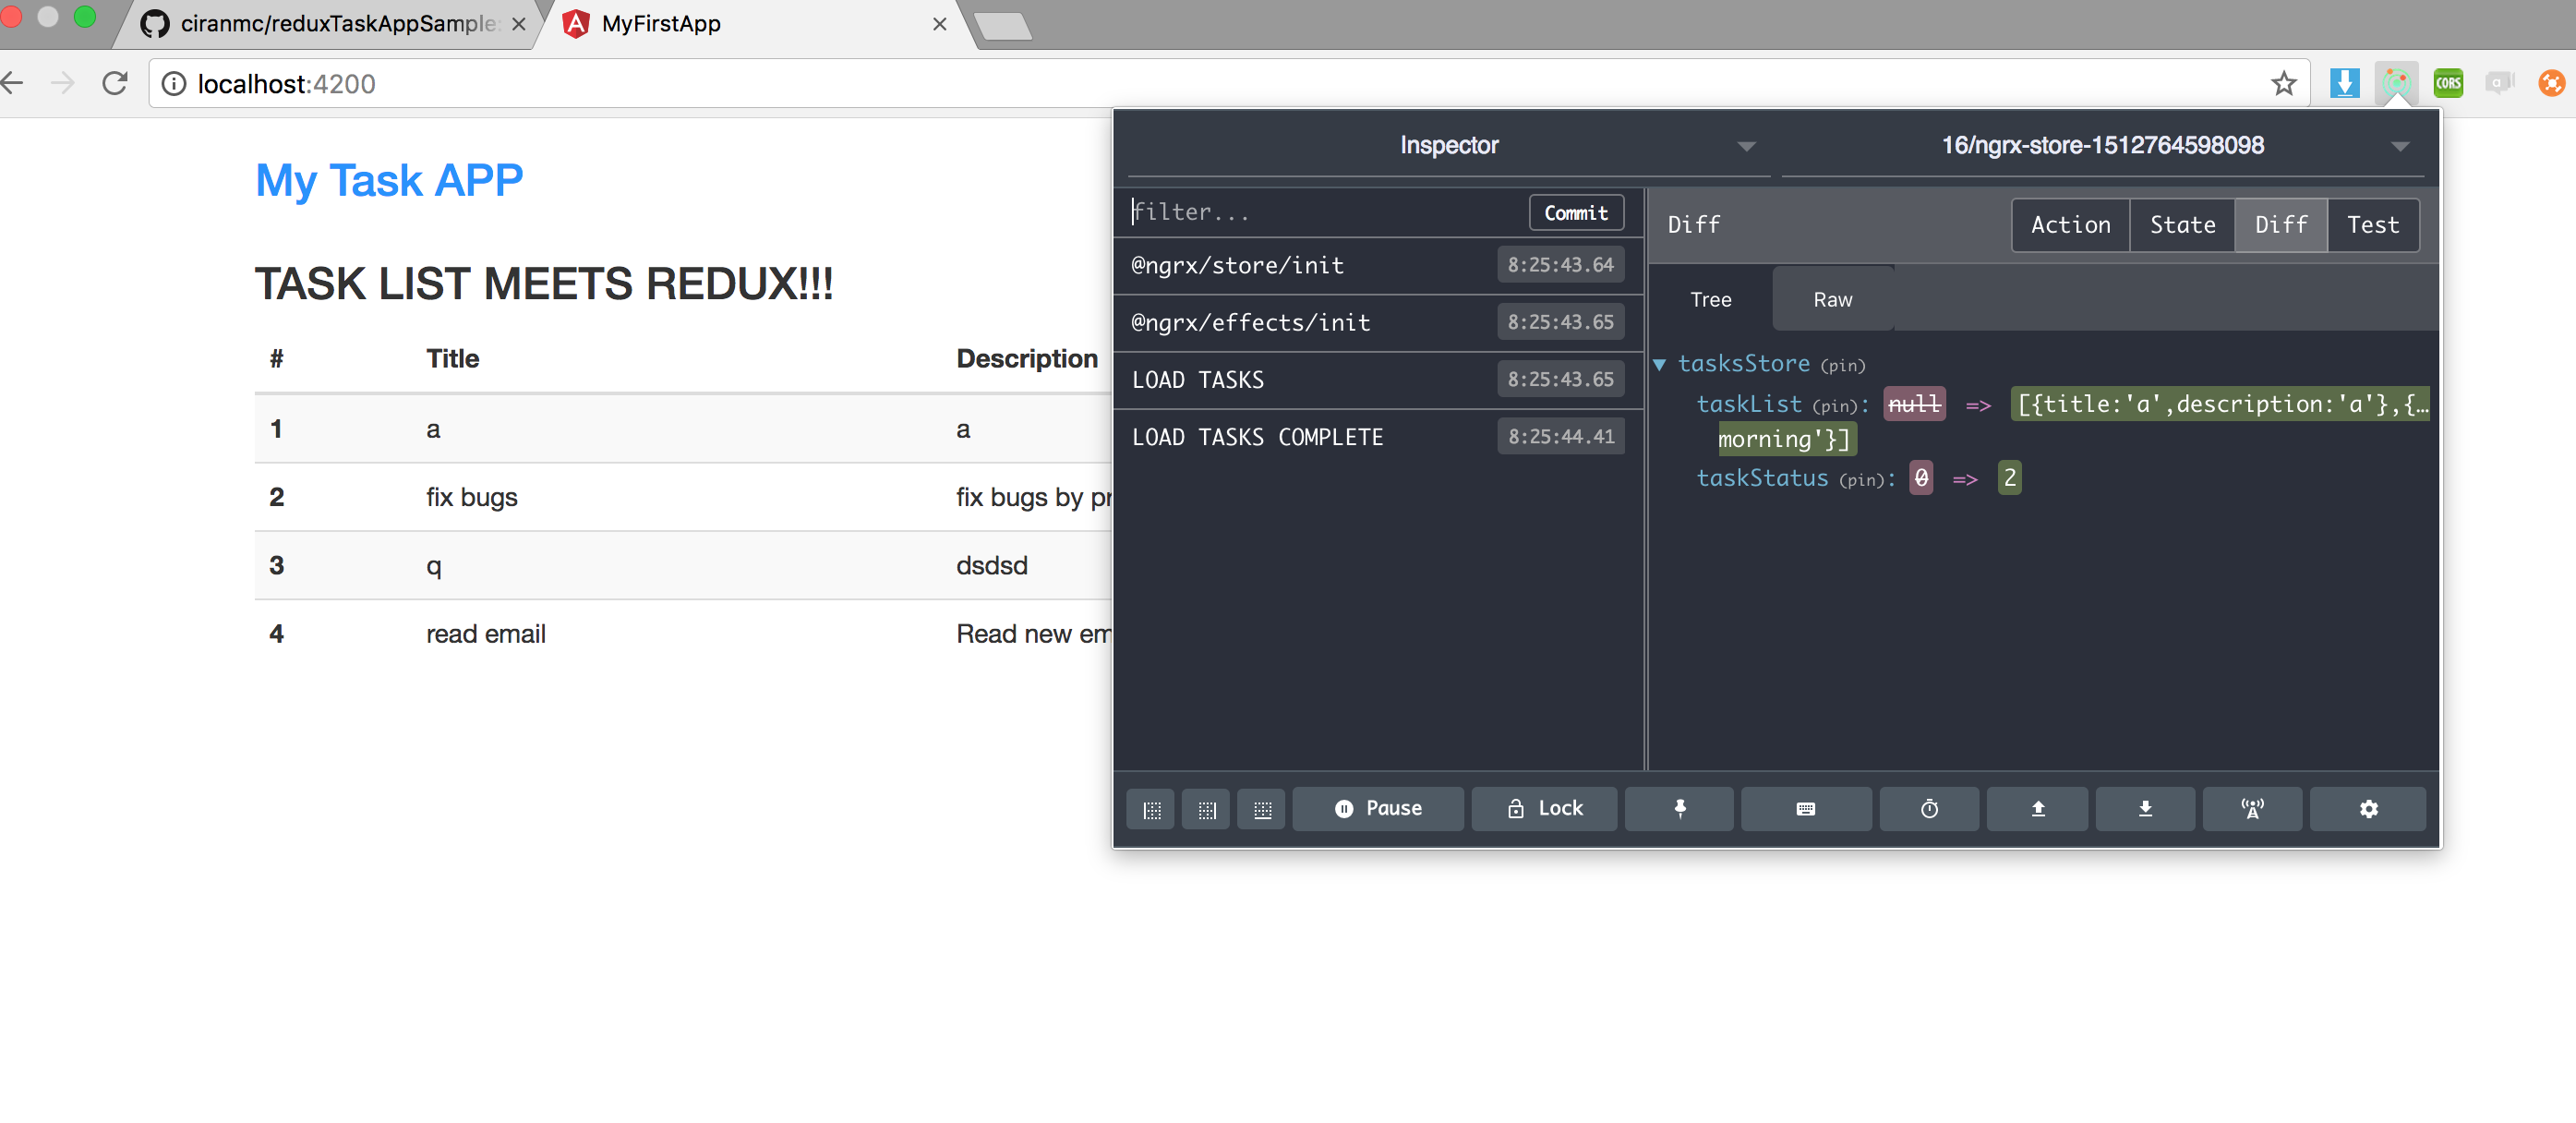 ciranmc/reduxTaskAppSample
MyFirstApp
localhost:4200
CORS
a
My Task APP
TASK LIST MEETS REDUX!!!
# Title Description
1 a a
2 fix bugs fix bugs by pr
3 q dsdsd
4 read email Read new em
Inspector
16/ngrx-store-1512764598098
filter...
Commit
@ngrx/store/init 8:25:43.64
@ngrx/effects/init 8:25:43.65
LOAD TASKS 8:25:43.65
LOAD TASKS COMPLETE 8:25:44.41
Diff
Action State Diff Test
Tree Raw
tasksStore (pin)
taskList (pin): null => [{title:'a',description:'a'},{…
morning'}]
taskStatus (pin): 0 => 2
Pause Lock